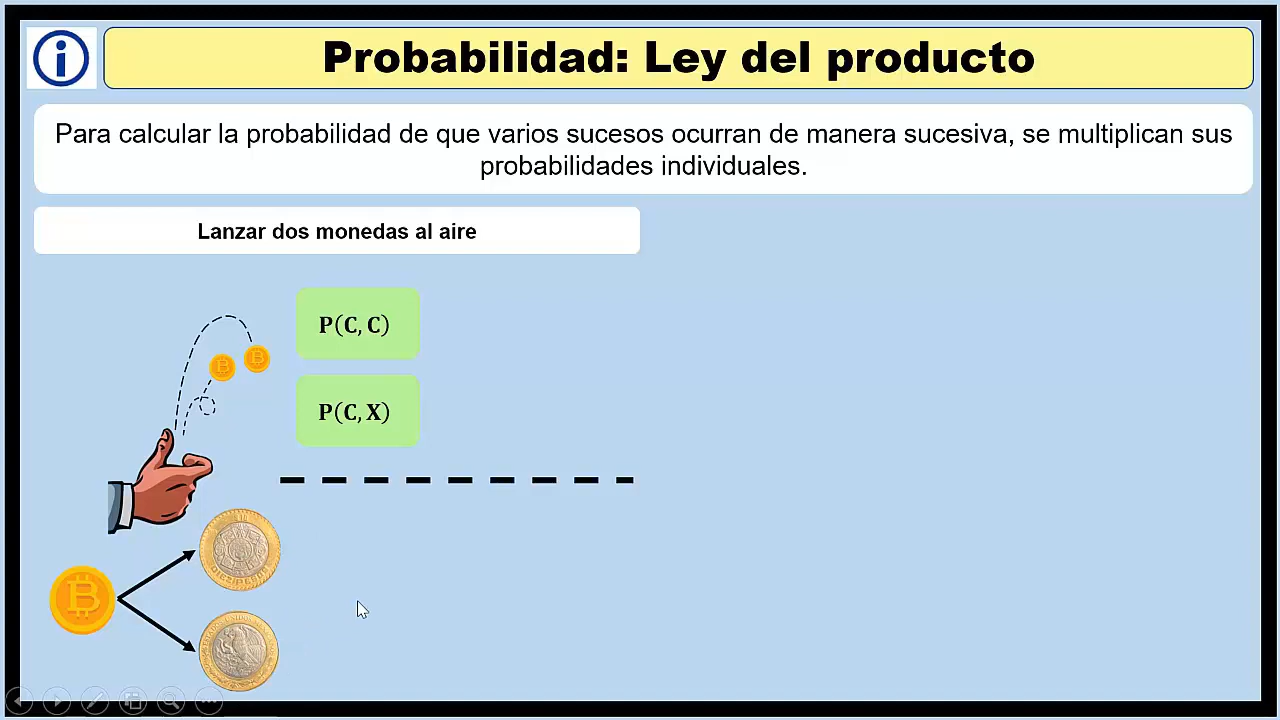 Probabilidad: Ley del producto
Para calcular la probabilidad de que varios sucesos ocurran de manera sucesiva, se multiplican sus
probabilidades individuales.
Lanzar dos monedas al aire
P(C, C)
P(C, X)